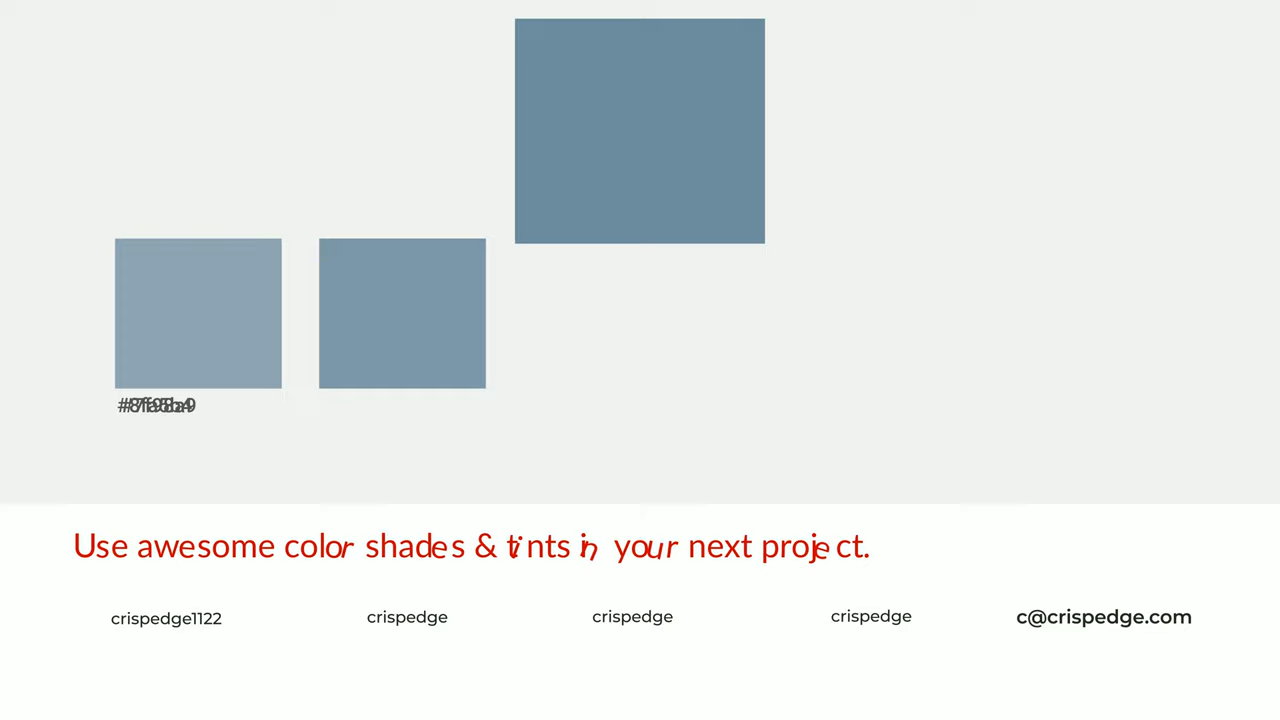 Use awesome color shades & tints in your next project.
crispedge1122 crispedge crispedge crispedge c@crispedge.com